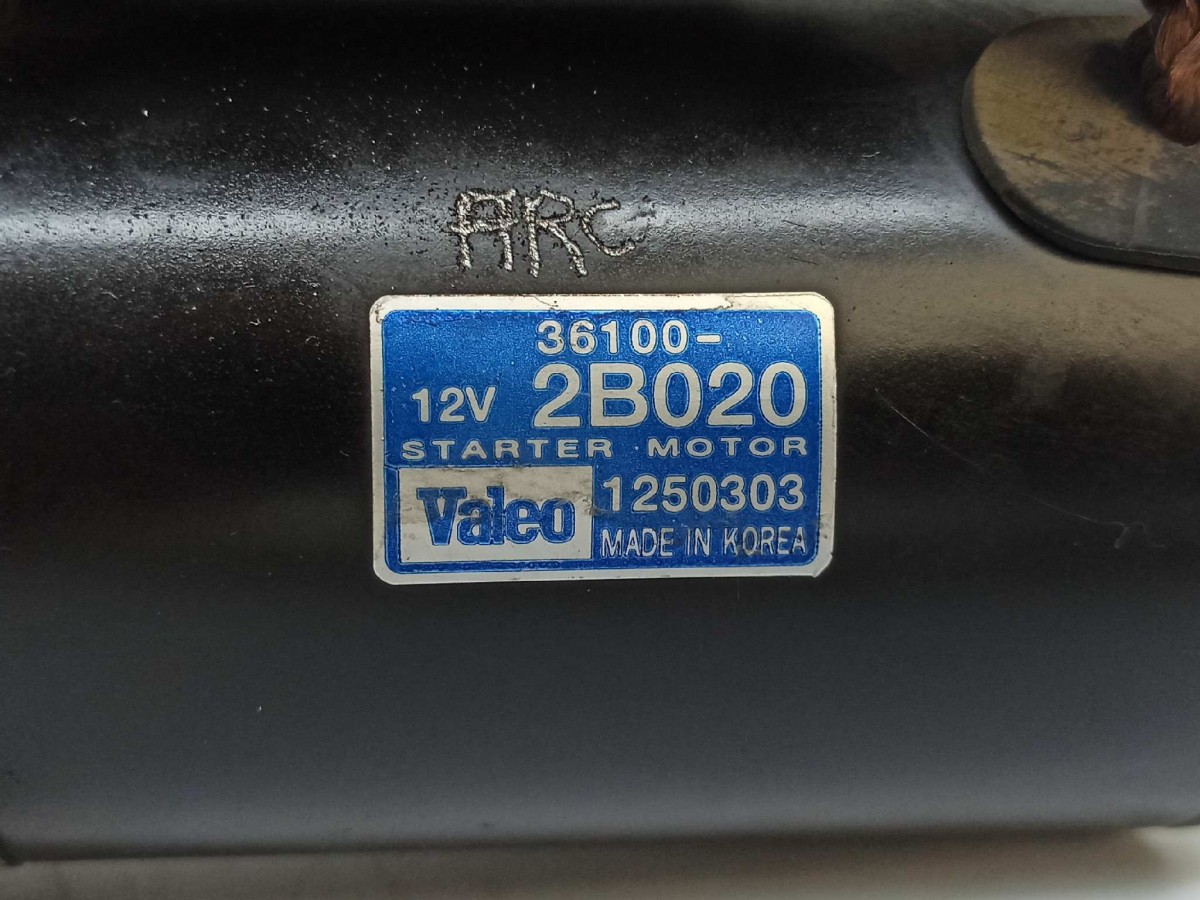 ARC
36100-
12V 2B020
STARTER MOTOR
Valeo 1250303
MADE IN KOREA